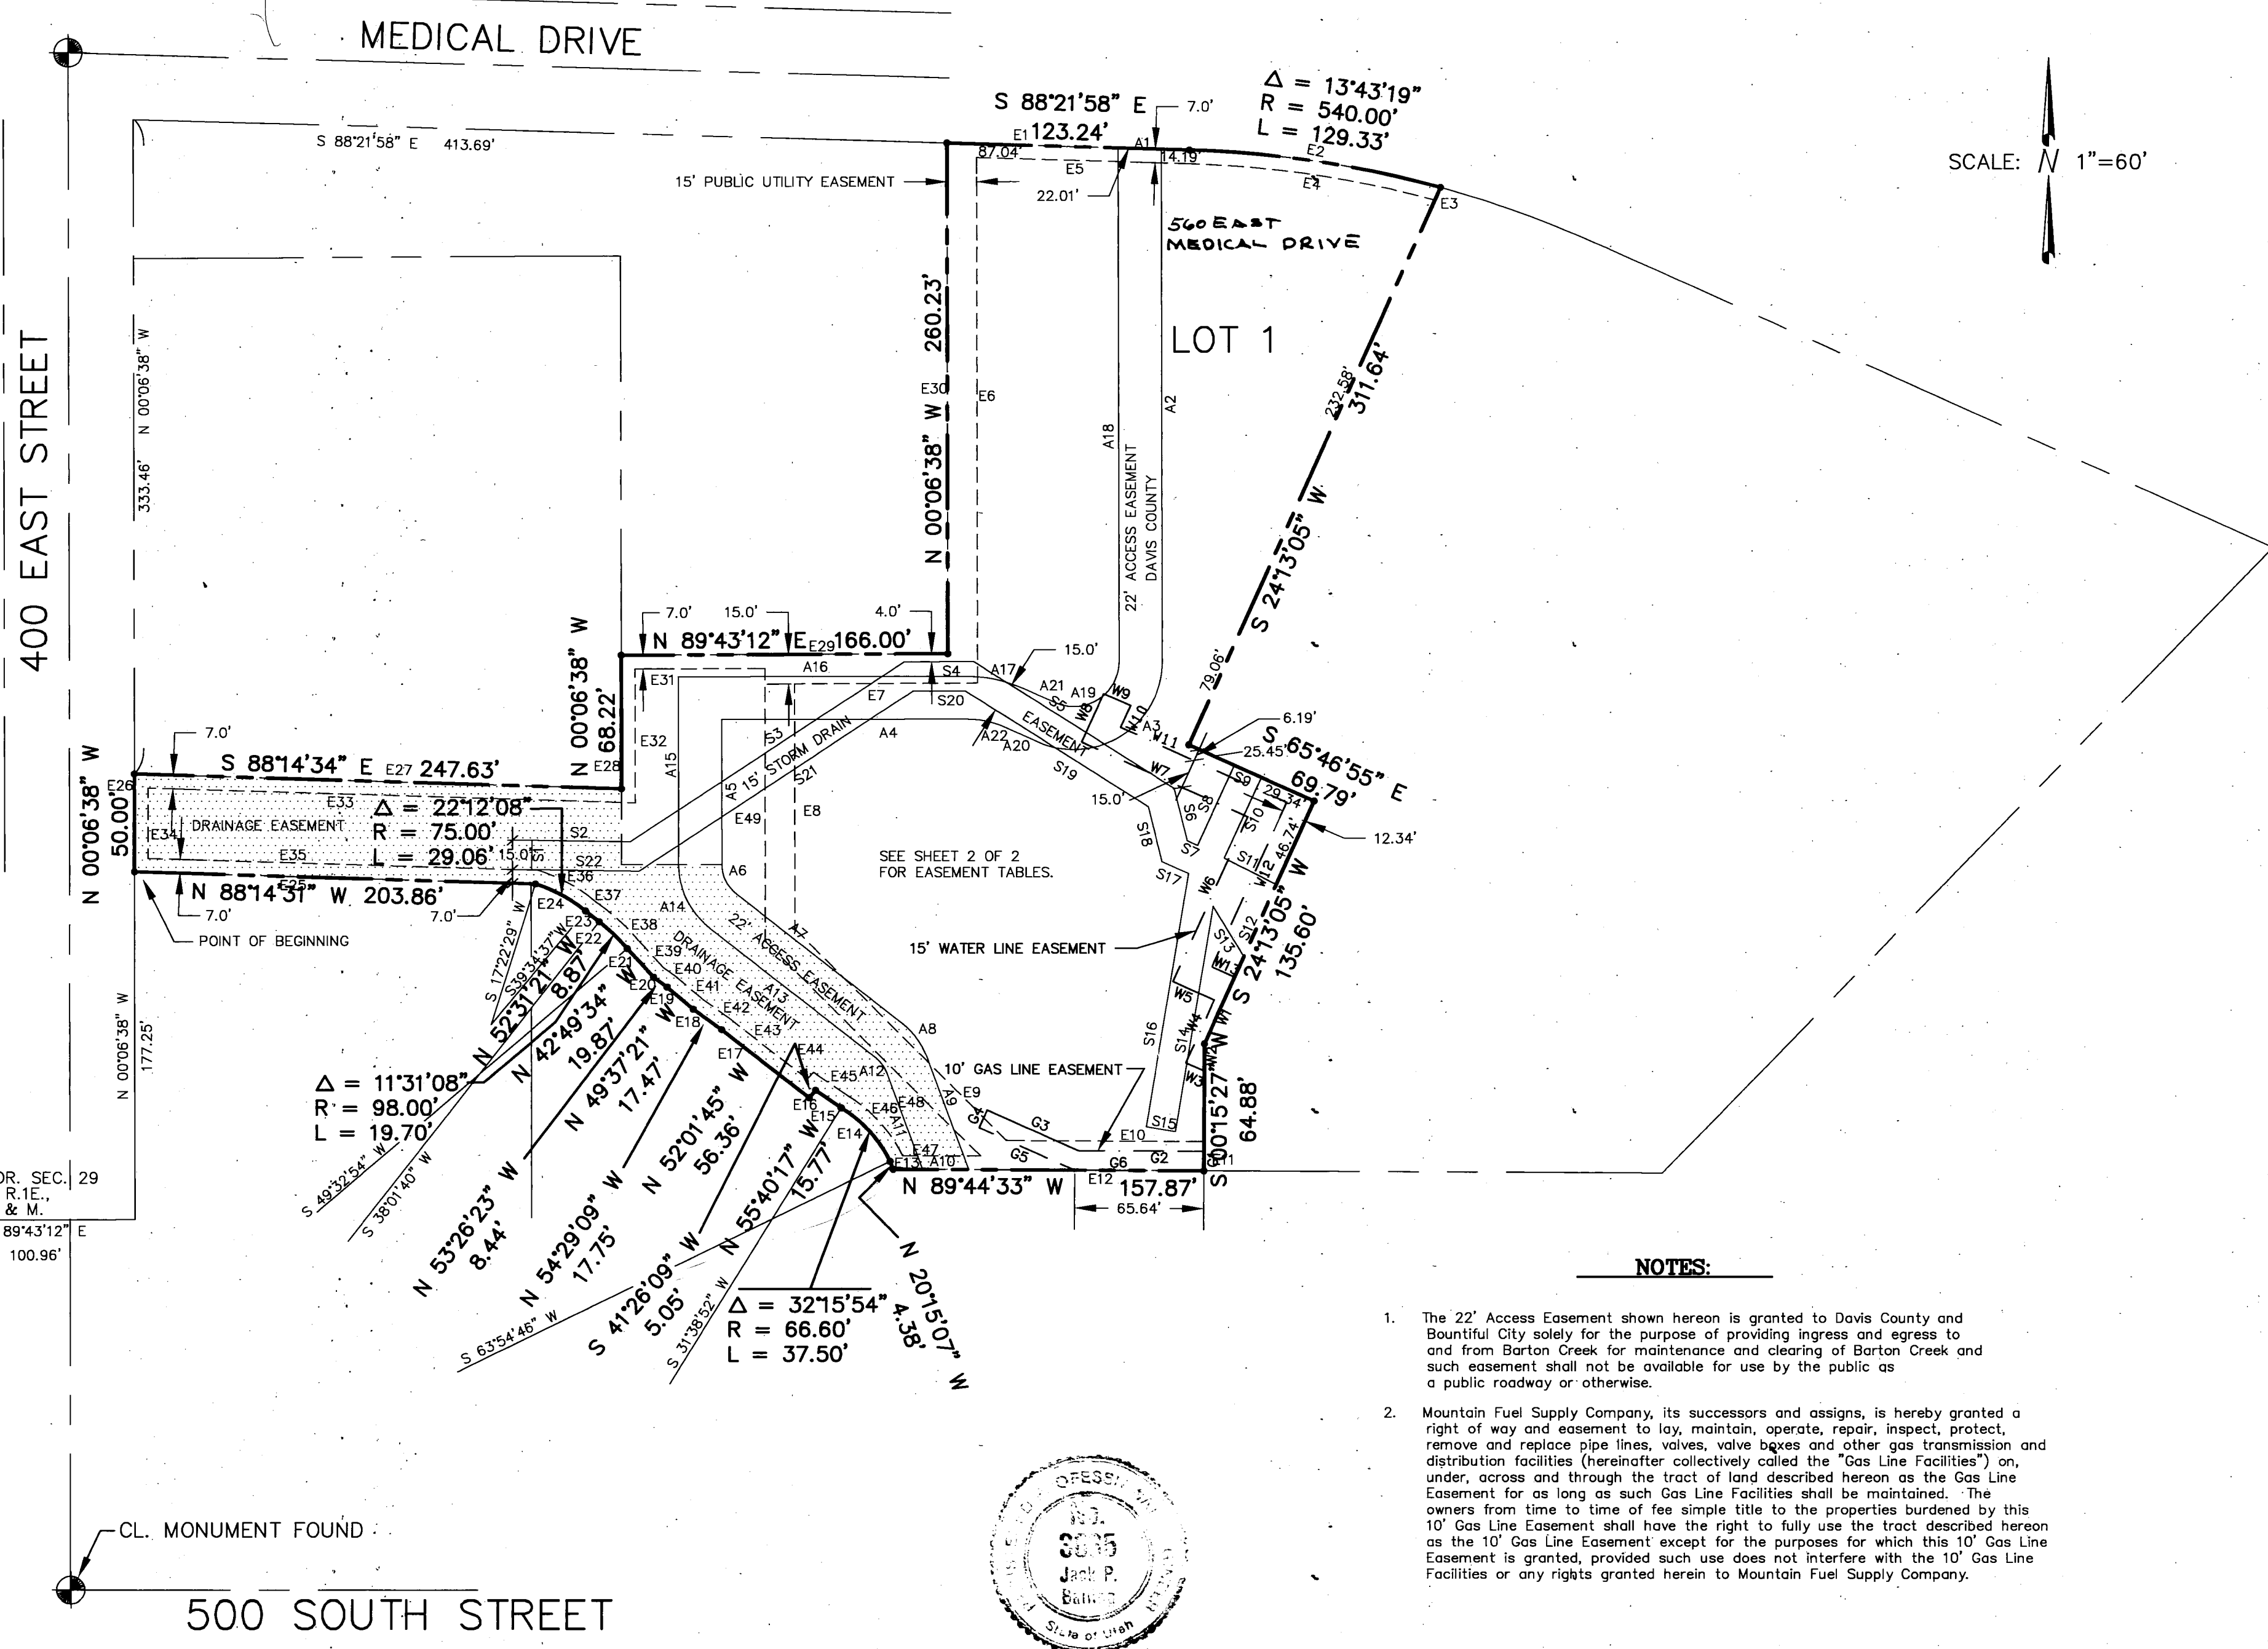 MEDICAL DRIVE
S 88°21'58" E 413.69'
S 88°21'58" E
E1 123.24'
7.0'
Δ = 13°43'19"
R = 540.00'
L = 129.33'
SCALE: N 1"=60'
87.04'
A1
14.19'
E2
E5
E4
E3
15' PUBLIC UTILITY EASEMENT
22.01'
560 EAST
MEDICAL DRIVE
LOT 1
400 EAST STREET
333.46' N 00°06'38" W
N 00°06'38" W 260.23'
E30
E6
A18
A2
22' ACCESS EASEMENT
DAVIS COUNTY
232.58'
311.64'
S 24°13'05" W
79.06'
7.0' 15.0' 4.0'
N 89°43'12" E E29 166.00'
N 00°06'38" W
68.22'
E28
E31
E32
A16
S4
A17
15.0'
E7
S20
A21
A19
S5
W9
W8
W10
A3
W11
A15
S3
15' STORM DRAIN
S21
A4
A22
A20
EASEMENT
S19
W7
6.19'
25.45'
S 65°46'55" E
69.79'
S9
29.34'
15.0'
S6
S8
S10
46.74'
12.34'
7.0'
S 88°14'34" E E27 247.63'
N 00°06'38" W
50.00'
E26
E33
E34
DRAINAGE EASEMENT
E35
Δ = 22°12'08"
R = 75.00'
L = 29.06'
15.0'
S1
S2
S22
E36
A5
E49
E8
A6
SEE SHEET 2 OF 2
FOR EASEMENT TABLES.
S18
S7
S17
S11
W12
W6
E25
N 88°14'31" W 203.86'
7.0'
7.0'
POINT OF BEGINNING
E24
E37
E23
E22
E38
A14
A7
22' ACCESS EASEMENT
DRAINAGE EASEMENT
A13
15' WATER LINE EASEMENT
S12
S13
W13
S 24°13'05" W
135.60'
S 17°22'29" W
S39°34'37"W
N 52°31'21" W
8.87'
E21
E39
E40
E20
E19
E41
E42
E18
E43
E17
N 42°49'34" W
19.87'
N 49°37'21" W
17.47'
W5
W4
S14
S16
W1
W2
W3
N 00°06'38" W
177.25'
Δ = 11°31'08"
R = 98.00'
L = 19.70'
E44
E45
A12
A8
E16
E15
E46
E48
A11
A9
E9
E14
10' GAS LINE EASEMENT
G4
G3
S15
E10
S 00°15'27" W
64.88'
E47
E13
A10
G5
G6
G2
G1
E11
N 89°44'33" W E12 157.87'
65.64'
S 49°32'54" W
S 38°01'40" W
N 53°26'23" W
8.44'
N 54°29'09" W
17.75'
N 52°01'45" W
56.36'
S 41°26'09" W
5.05'
N 55°40'17" W
15.77'
S 63°54'46" W
S 31°38'52" W
Δ = 32°15'54"
R = 66.60'
L = 37.50'
N 20°15'07" W
4.38'
OR. SEC. 29
R.1E.,
& M.
89°43'12" E
100.96'
NOTES:
1. The 22' Access Easement shown hereon is granted to Davis County and
Bountiful City solely for the purpose of providing ingress and egress to
and from Barton Creek for maintenance and clearing of Barton Creek and
such easement shall not be available for use by the public as
a public roadway or otherwise.
2. Mountain Fuel Supply Company, its successors and assigns, is hereby granted a
right of way and easement to lay, maintain, operate, repair, inspect, protect,
remove and replace pipe lines, valves, valve boxes and other gas transmission and
distribution facilities (hereinafter collectively called the "Gas Line Facilities") on,
under, across and through the tract of land described hereon as the Gas Line
Easement for as long as such Gas Line Facilities shall be maintained. The
owners from time to time of fee simple title to the properties burdened by this
10' Gas Line Easement shall have the right to fully use the tract described hereon
as the 10' Gas Line Easement except for the purposes for which this 10' Gas Line
Easement is granted, provided such use does not interfere with the 10' Gas Line
Facilities or any rights granted herein to Mountain Fuel Supply Company.
CL. MONUMENT FOUND
500 SOUTH STREET
No.
Jack P.
State of Utah